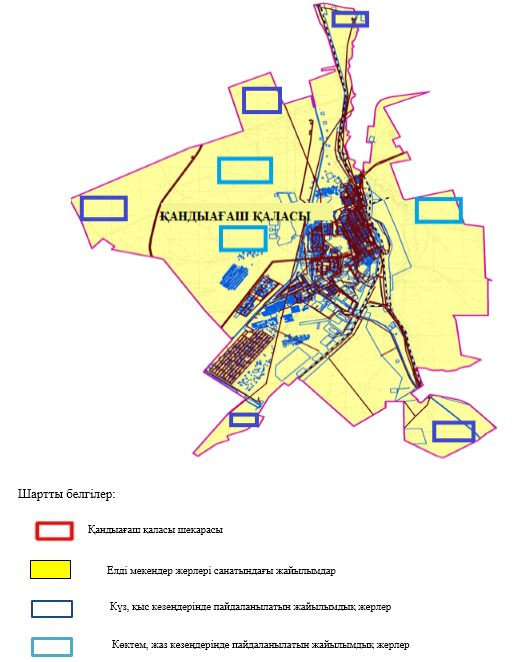 ҚАНДЫАҒАШ ҚАЛАСЫ
Шартты белгілер:
Қандыағаш қаласы шекарасы
Елді мекендер жерлері санатындағы жайылымдар
Күз, қыс кезеңдерінде пайдаланылатын жайылымдық жерлер
Көктем, жаз кезеңдерінде пайдаланылатын жайылымдық жерлер